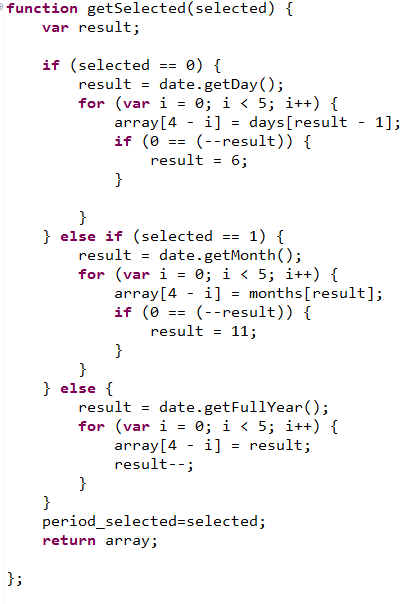 function getSelected(selected) {
    var result;

    if (selected == 0) {
        result = date.getDay();
        for (var i = 0; i < 5; i++) {
            array[4 - i] = days[result - 1];
            if (0 == (--result)) {
                result = 6;
            }

        }
    } else if (selected == 1) {
        result = date.getMonth();
        for (var i = 0; i < 5; i++) {
            array[4 - i] = months[result];
            if (0 == (--result)) {
                result = 11;
            }
        }
    } else {
        result = date.getFullYear();
        for (var i = 0; i < 5; i++) {
            array[4 - i] = result;
            result--;
        }
    }
    period_selected=selected;
    return array;

};